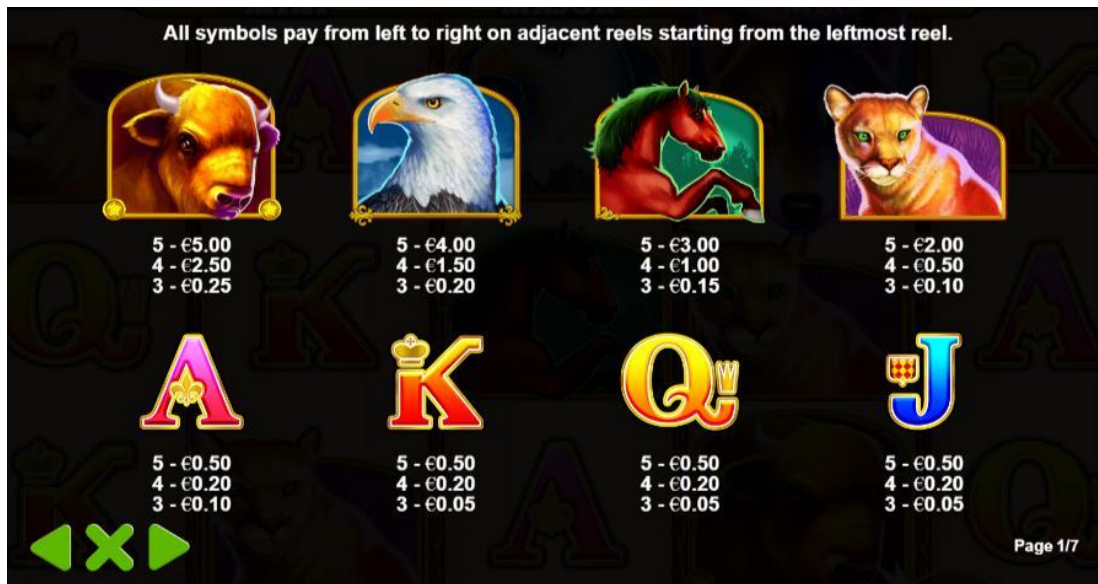 All symbols pay from left to right on adjacent reels starting from the leftmost reel.
5 - €5.00
4 - €2.50
3 - €0.25
5 - €4.00
4 - €1.50
3 - €0.20
5 - €3.00
4 - €1.00
3 - €0.15
5 - €2.00
4 - €0.50
3 - €0.10
A
K
Q
J
5 - €0.50
4 - €0.20
3 - €0.10
5 - €0.50
4 - €0.20
3 - €0.05
5 - €0.50
4 - €0.20
3 - €0.05
5 - €0.50
4 - €0.20
3 - €0.05
Page 1/7